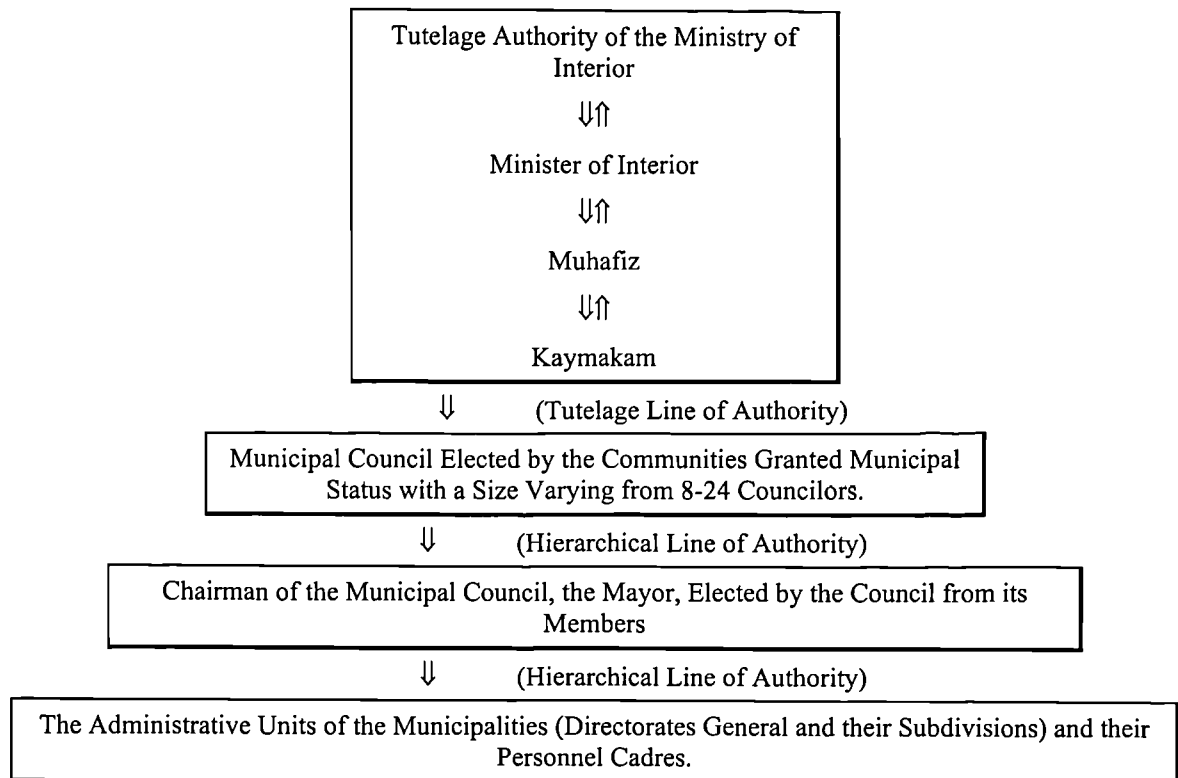 Tutelage Authority of the Ministry of
Interior
⇓⇑
Minister of Interior
⇓⇑
Muhafiz
⇓⇑
Kaymakam
⇓ (Tutelage Line of Authority)
Municipal Council Elected by the Communities Granted Municipal
Status with a Size Varying from 8-24 Councilors.
⇓ (Hierarchical Line of Authority)
Chairman of the Municipal Council, the Mayor, Elected by the Council from its
Members
⇓ (Hierarchical Line of Authority)
The Administrative Units of the Municipalities (Directorates General and their Subdivisions) and their
Personnel Cadres.